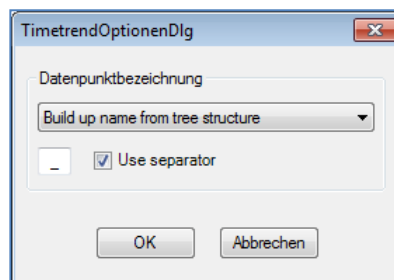 TimetrendOptionenDlg
Datenpunktbezeichnung
Build up name from tree structure
_ Use separator
OK Abbrechen